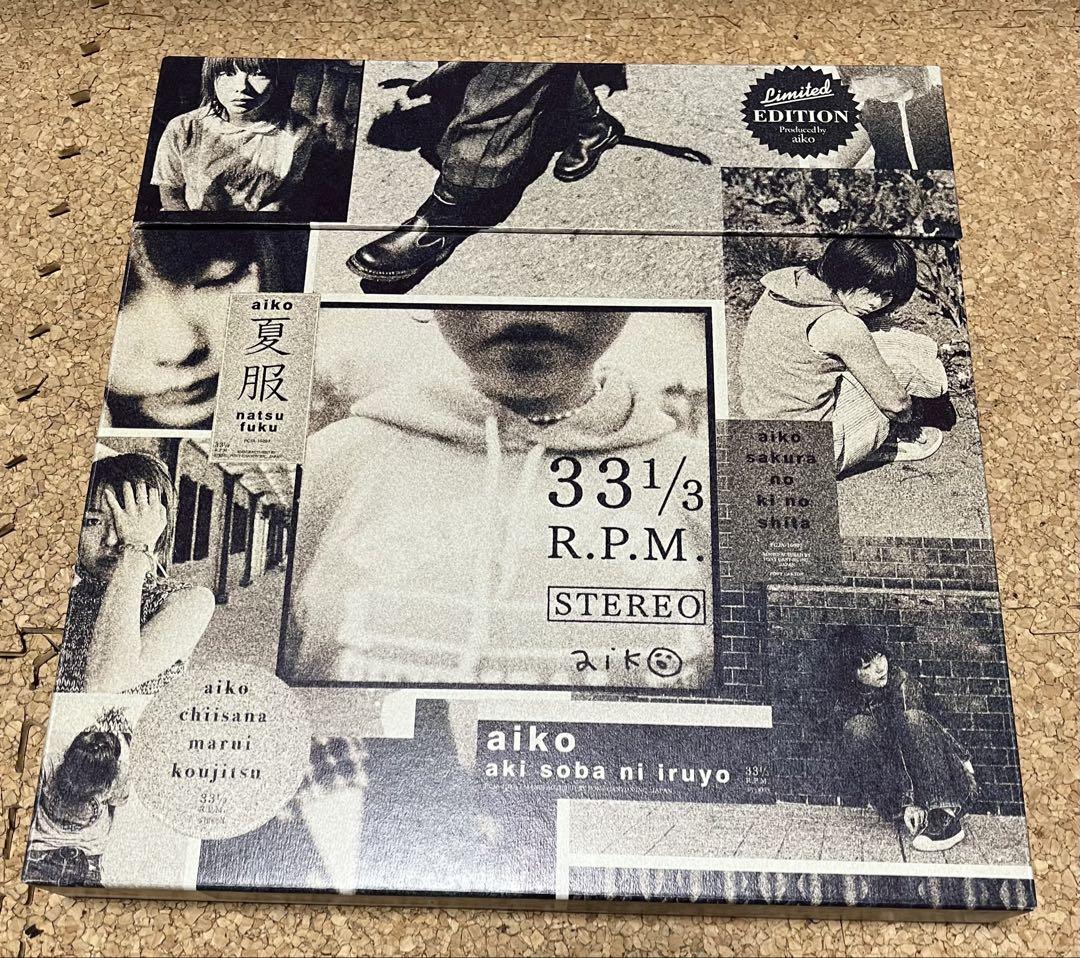 Limited
EDITION
Produced by
aiko
aiko
夏
服
natsu
fuku
33 1/3
R.P.M.
STEREO
aiko
aiko
sakura
no
ki no
shita
aiko
chiisana
marui
koujitsu
33 1/3
aiko
aki soba ni iruyo
33 1/3
R.P.M.